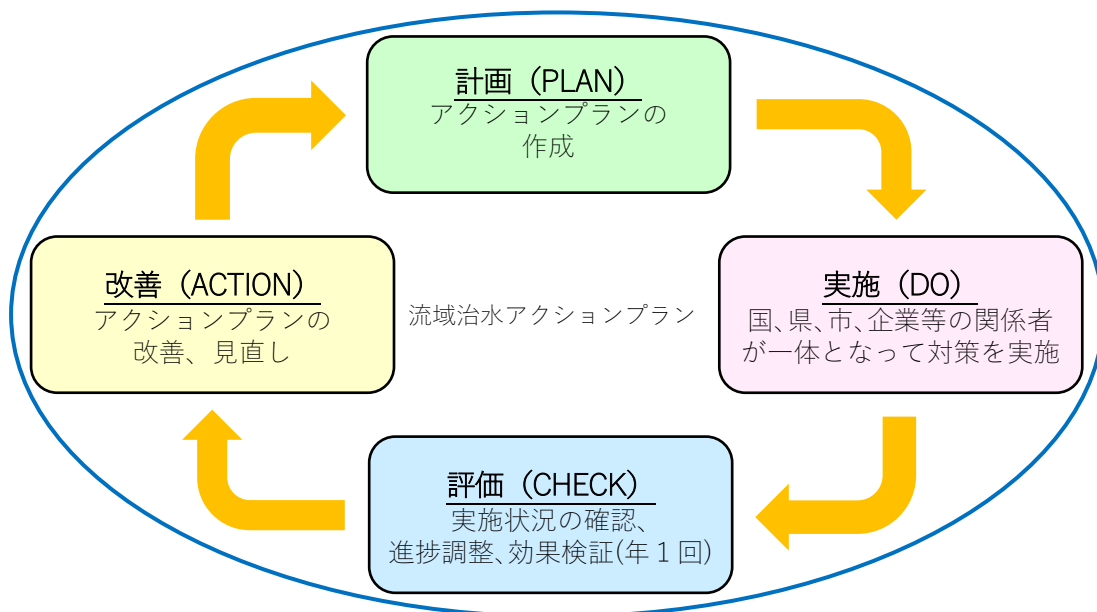 計画（PLAN）
アクションプランの
作成
改善（ACTION）
アクションプランの
改善、見直し
流域治水アクションプラン
実施（DO）
国、県、市、企業等の関係者
が一体となって対策を実施
評価（CHECK）
実施状況の確認、
進捗調整、効果検証(年１回)